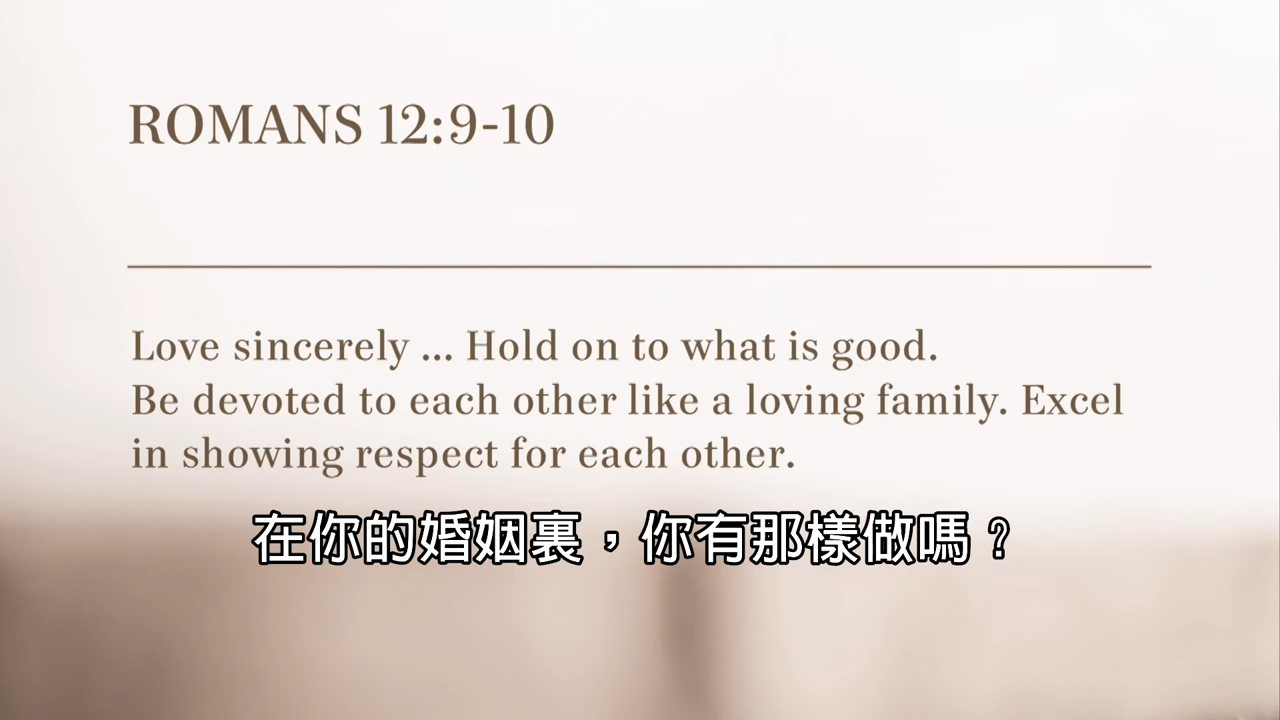 ROMANS 12:9-10
Love sincerely ... Hold on to what is good.
Be devoted to each other like a loving family. Excel
in showing respect for each other.
在你的婚姻裏，你有那樣做嗎？